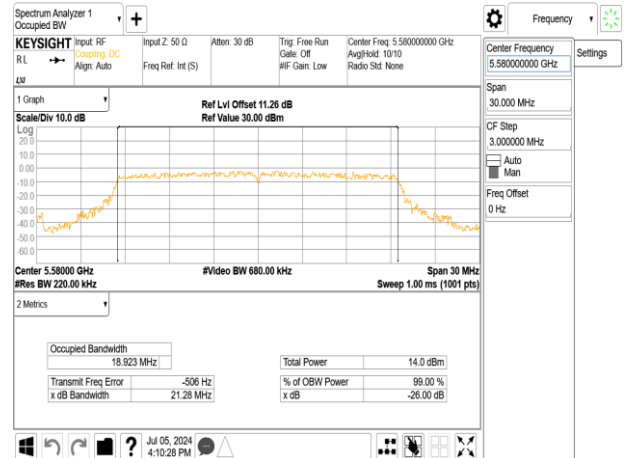 Spectrum Analyzer 1
Occupied BW
Frequency
KEYSIGHT
Input: RF
Coupling: DC
Align: Auto
Input Z: 50 Ω
Freq Ref: Int (S)
Atten: 30 dB
Trig: Free Run
Gate: Off
#IF Gain: Low
Center Freq: 5.580000000 GHz
Avg|Hold: 10/10
Radio Std: None
R L
LXI
Center Frequency
5.580000000 GHz
Settings
Span
30.000 MHz
CF Step
3.000000 MHz
Auto
Man
Freq Offset
0 Hz
1 Graph
Ref Lvl Offset 11.26 dB
Scale/Div 10.0 dB
Ref Value 30.00 dBm
Log
20.0
10.0
0.00
-10.0
-20.0
-30.0
-40.0
-50.0
-60.0
Center 5.58000 GHz
#Video BW 680.00 kHz
Span 30 MHz
#Res BW 220.00 kHz
Sweep 1.00 ms (1001 pts)
2 Metrics
Occupied Bandwidth
18.923 MHz
Total Power 14.0 dBm
Transmit Freq Error -506 Hz
% of OBW Power 99.00 %
x dB Bandwidth 21.28 MHz
x dB -26.00 dB
?
Jul 05, 2024
4:10:28 PM